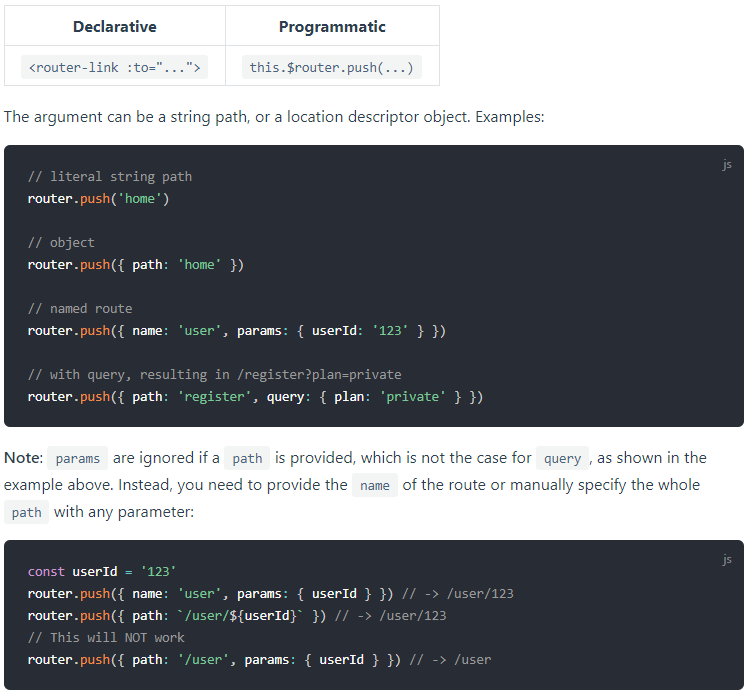 Declarative Programmatic
<router-link :to="..."> this.$router.push(...)
The argument can be a string path, or a location descriptor object. Examples:
js
// literal string path
router.push('home')
// object
router.push({ path: 'home' })
// named route
router.push({ name: 'user', params: { userId: '123' } })
// with query, resulting in /register?plan=private
router.push({ path: 'register', query: { plan: 'private' } })
Note: params are ignored if a path is provided, which is not the case for query , as shown in the
example above. Instead, you need to provide the name of the route or manually specify the whole
path with any parameter:
js
const userId = '123'
router.push({ name: 'user', params: { userId } }) // -> /user/123
router.push({ path: `/user/${userId}` }) // -> /user/123
// This will NOT work
router.push({ path: '/user', params: { userId } }) // -> /user